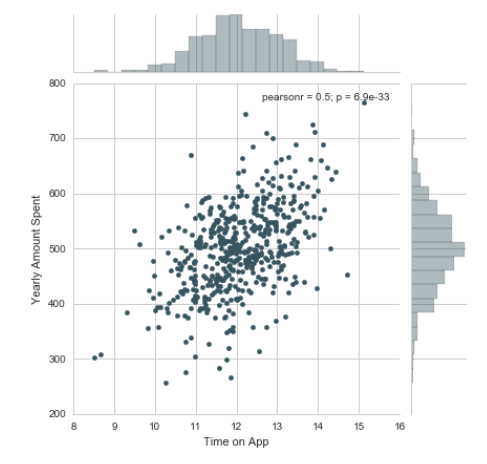 800
pearsonr = 0.5; p = 6.9e-33
700
600
Yearly Amount Spent
500
400
300
200
8 9 10 11 12 13 14 15 16
Time on App